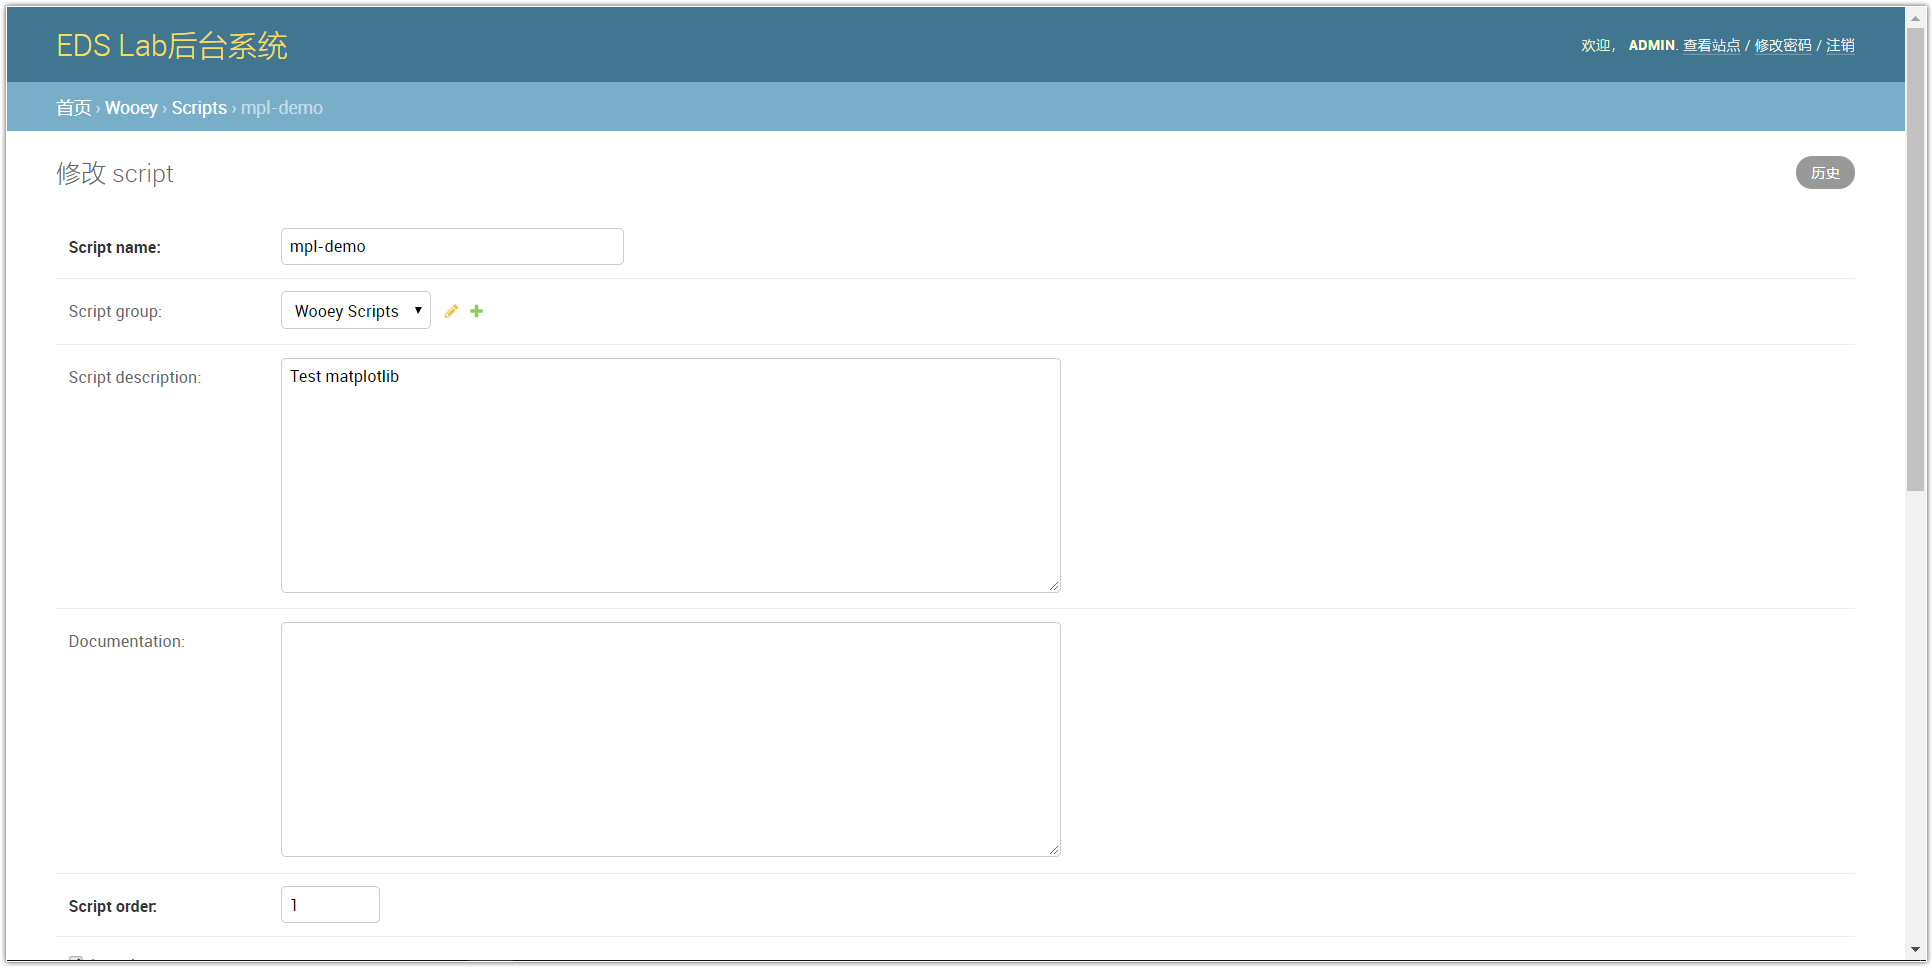 EDS Lab后台系统
欢迎， ADMIN. 查看站点 / 修改密码 / 注销
首页 › Wooey › Scripts › mpl-demo
修改 script
历史
Script name:
mpl-demo
Script group:
Wooey Scripts
Script description:
Test matplotlib
Documentation:
Script order:
1